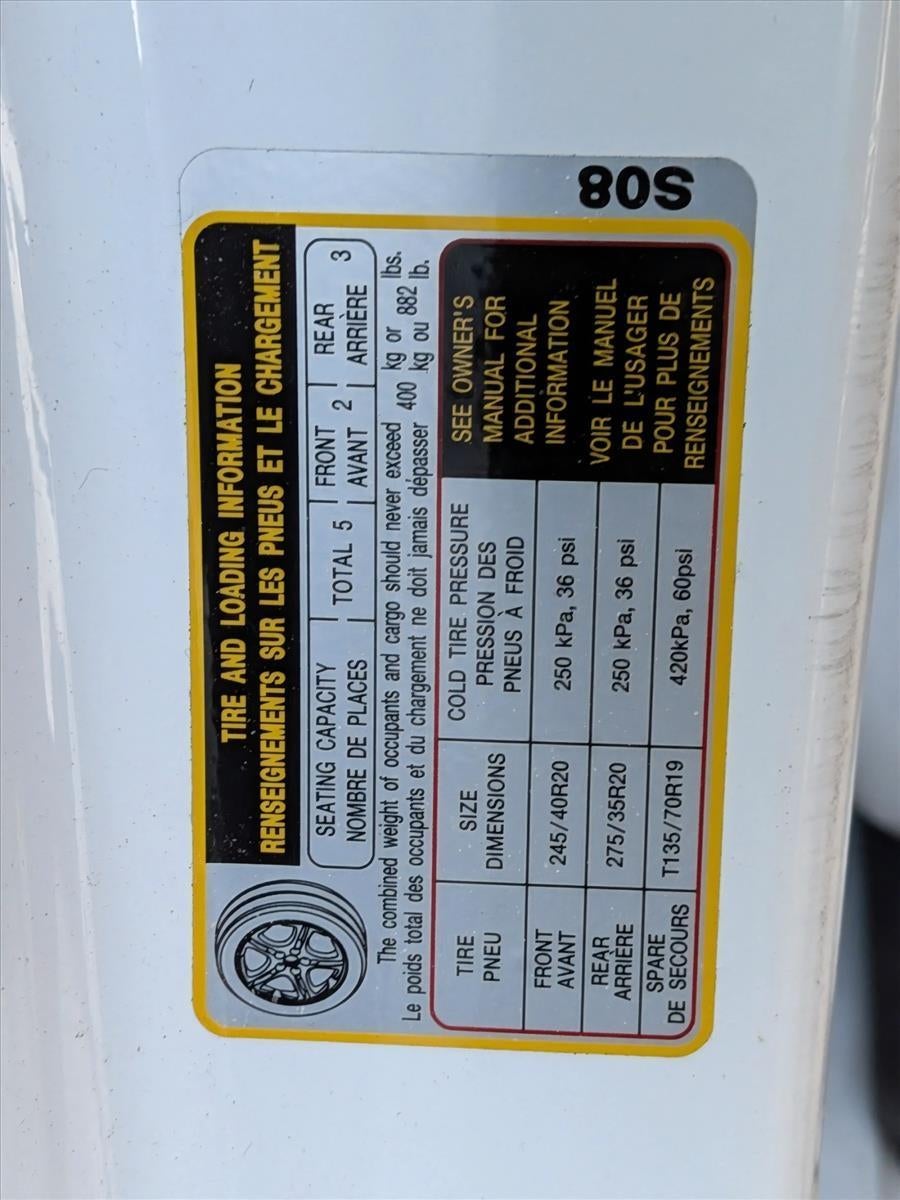 TIRE AND LOADING INFORMATION
RENSEIGNEMENTS SUR LES PNEUS ET LE CHARGEMENT
SEATING CAPACITY | TOTAL 5 | FRONT 2 | REAR 3
NOMBRE DE PLACES | AVANT | ARRIÈRE
The combined weight of occupants and cargo should never exceed 400 kg or 882 lbs.
Le poids total des occupants et du chargement ne doit jamais dépasser 400 kg ou 882 lb.
TIRE
PNEU
SIZE
DIMENSIONS
COLD TIRE PRESSURE
PRESSION DES
PNEUS À FROID
FRONT
AVANT
245/40R20
250 kPa, 36 psi
REAR
ARRIÈRE
275/35R20
250 kPa, 36 psi
SPARE
DE SECOURS
T135/70R19
420kPa, 60psi
SEE OWNER'S
MANUAL FOR
ADDITIONAL
INFORMATION
VOIR LE MANUEL
DE L'USAGER
POUR PLUS DE
RENSEIGNEMENTS
S08